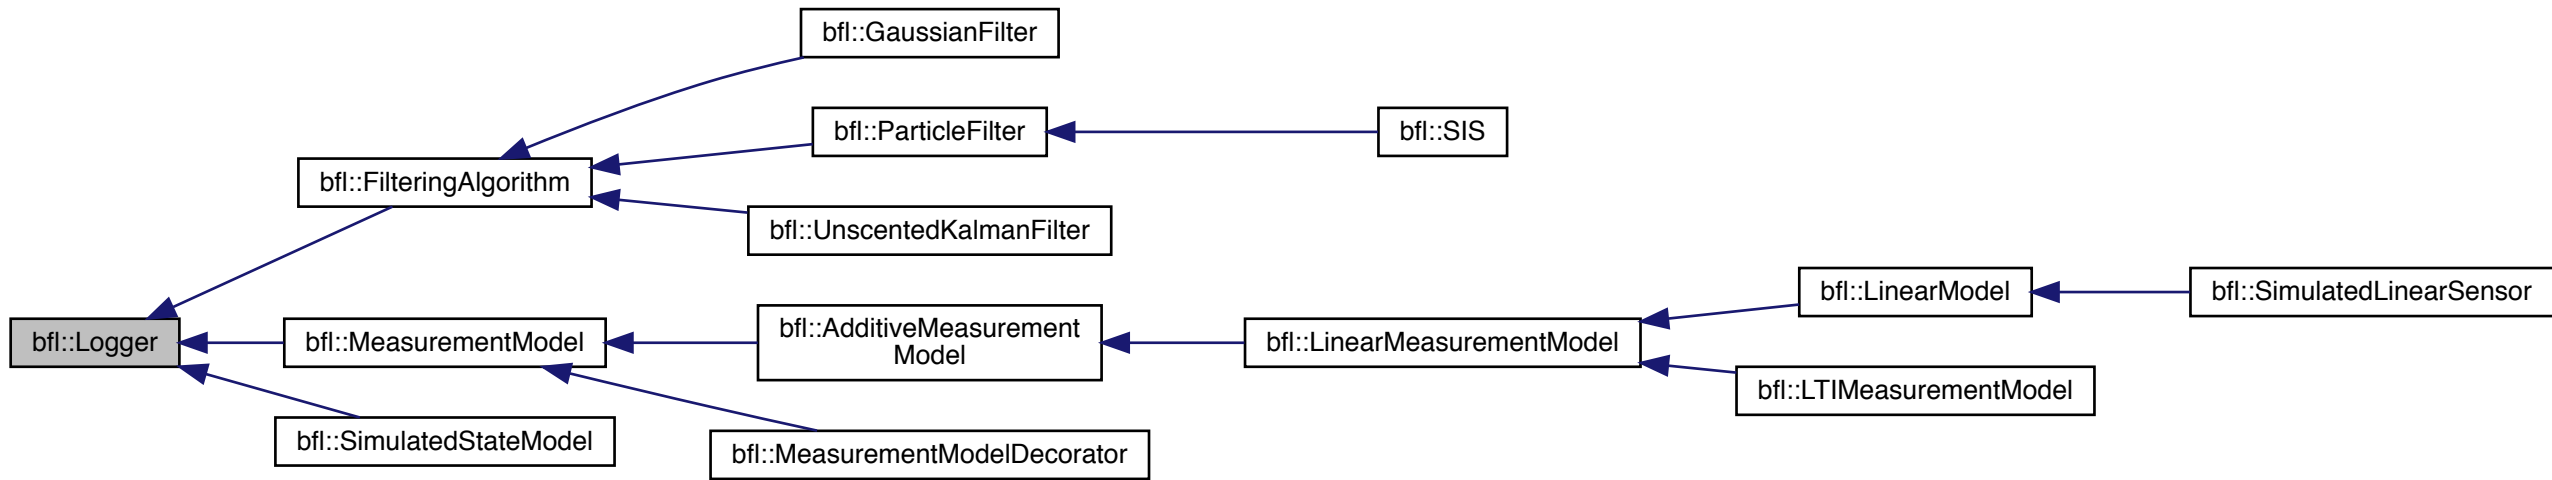 bfl::GaussianFilter
bfl::ParticleFilter
bfl::SIS
bfl::FilteringAlgorithm
bfl::UnscentedKalmanFilter
bfl::LinearModel
bfl::SimulatedLinearSensor
bfl::Logger
bfl::MeasurementModel
bfl::AdditiveMeasurement
Model
bfl::LinearMeasurementModel
bfl::LTIMeasurementModel
bfl::SimulatedStateModel
bfl::MeasurementModelDecorator